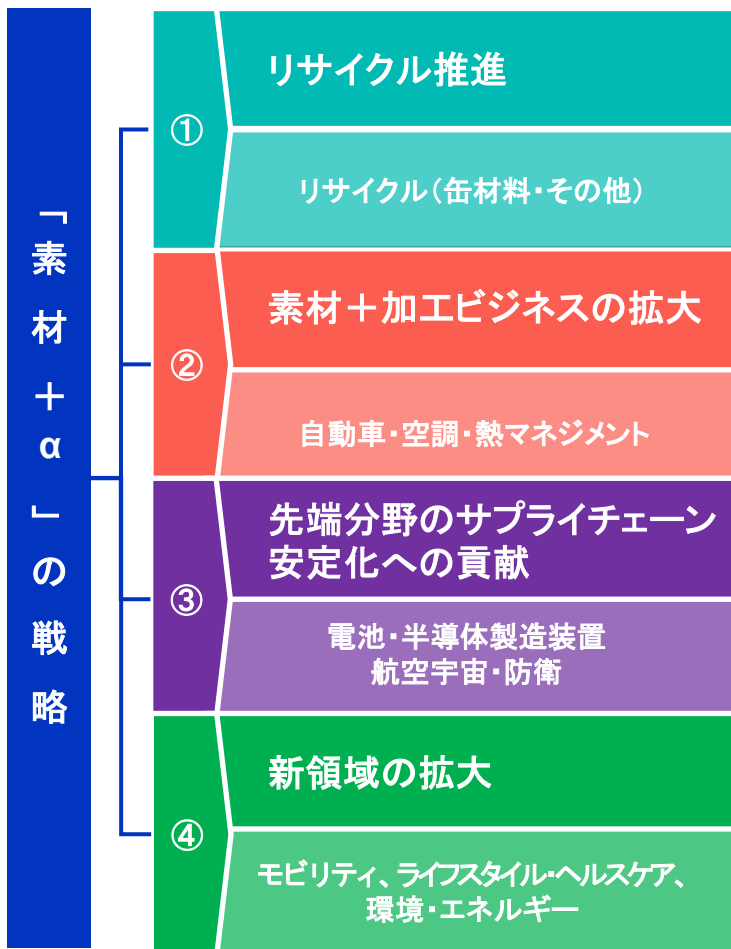 「素材＋α」の戦略
①
リサイクル推進
リサイクル（缶材料・その他）
②
素材＋加工ビジネスの拡大
自動車・空調・熱マネジメント
③
先端分野のサプライチェーン
安定化への貢献
電池・半導体製造装置
航空宇宙・防衛
④
新領域の拡大
モビリティ、ライフスタイル・ヘルスケア、
環境・エネルギー